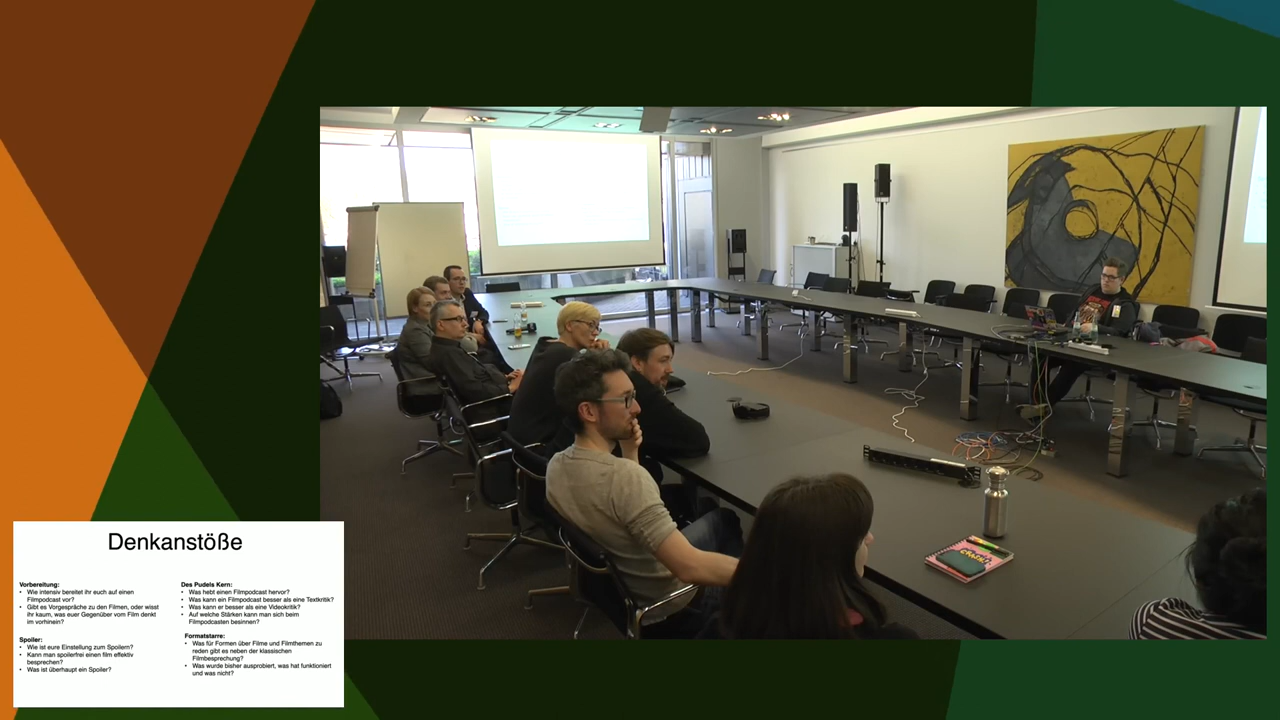 Denkanstöße
Vorbereitung:
• Wie intensiv bereitet ihr euch auf einen
Filmpodcast vor?
• Gibt es Vorgespräche zu den Filmen, oder wisst
ihr kaum, was euer Gegenüber vom Film denkt
im vorhinein?
Spoiler:
• Wie ist eure Einstellung zum Spoilern?
• Kann man spoilerfrei einen film effektiv
besprechen?
• Was ist überhaupt ein Spoiler?
Des Pudels Kern:
• Was hebt einen Filmpodcast hervor?
• Was kann ein Filmpodcast besser als eine Textkritik?
• Was kann er besser als eine Videokritik?
• Auf welche Stärken kann man sich beim
Filmpodcasten besinnen?
Formatstarre:
• Was für Formen über Filme und Filmthemen zu
reden gibt es neben der klassischen
Filmbesprechung?
• Was wurde bisher ausprobiert, was hat funktioniert
und was nicht?